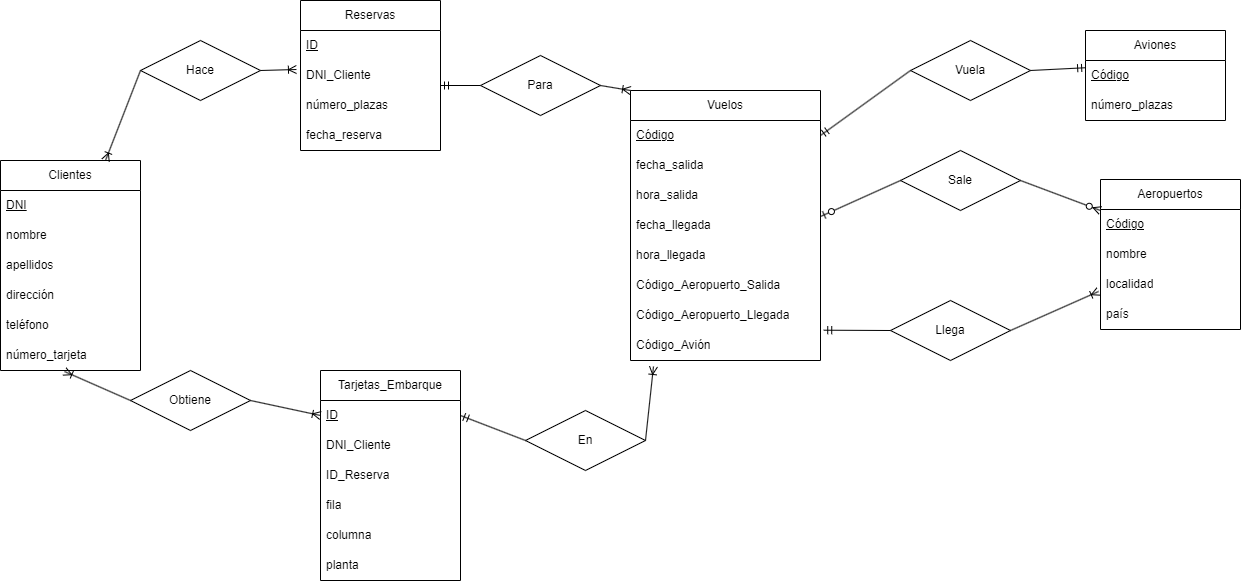 Reservas
ID
DNI_Cliente
número_plazas
fecha_reserva
Hace
Para
Vuela
Aviones
Código
número_plazas
Clientes
DNI
nombre
apellidos
dirección
teléfono
número_tarjeta
Vuelos
Código
fecha_salida
hora_salida
fecha_llegada
hora_llegada
Código_Aeropuerto_Salida
Código_Aeropuerto_Llegada
Código_Avión
Sale
Aeropuertos
Código
nombre
localidad
país
Llega
Obtiene
Tarjetas_Embarque
ID
DNI_Cliente
ID_Reserva
fila
columna
planta
En